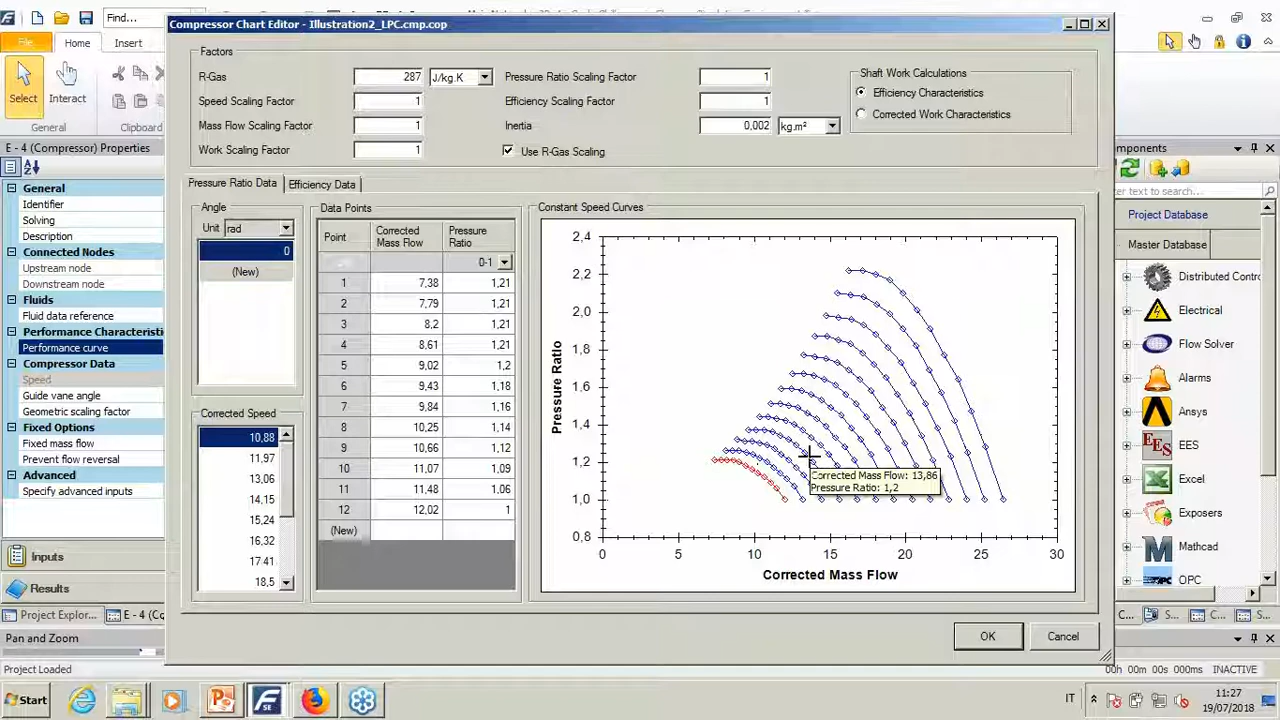 Find...
Compressor Chart Editor - Illustration2_LPC.cmp.cop
File
Home
Insert
Select
Interact
General
Clipboard
Factors
R-Gas
287
J/kg.K
Speed Scaling Factor
1
Mass Flow Scaling Factor
1
Work Scaling Factor
1
Pressure Ratio Scaling Factor
1
Efficiency Scaling Factor
1
Inertia
0,002
kg.m²
Use R-Gas Scaling
Shaft Work Calculations
Efficiency Characteristics
Corrected Work Characteristics
E - 4 (Compressor) Properties
General
Identifier
Solving
Description
Connected Nodes
Upstream node
Downstream node
Fluids
Fluid data reference
Performance Characteristi
Performance curve
Compressor Data
Speed
Guide vane angle
Geometric scaling factor
Fixed Options
Fixed mass flow
Prevent flow reversal
Advanced
Specify advanced inputs
Inputs
Results
Project Explor...
E - 4 (Com
Pan and Zoom
Project Loaded
Pressure Ratio Data
Efficiency Data
Angle
Unit
rad
0
(New)
Corrected Speed
10,88
11,97
13,06
14,15
15,24
16,32
17 41
18,5
Data Points
Point
Corrected Mass Flow
Pressure Ratio
0-1
1 7,38 1,21
2 7,79 1,21
3 8,2 1,21
4 8,61 1,21
5 9,02 1,2
6 9,43 1,18
7 9,84 1,16
8 10,25 1,14
9 10,66 1,12
10 11,07 1,09
11 11,48 1,06
12 12,02 1
(New)
Constant Speed Curves
2,4
2,2
2,0
1,8
1,6
1,4
1,2
1,0
0,8
Pressure Ratio
Corrected Mass Flow: 13,86
Pressure Ratio: 1,2
0 5 10 15 20 25 30
Corrected Mass Flow
OK
Cancel
omponents
ter text to search...
Project Database
Master Database
Distributed Contro
Electrical
Flow Solver
Alarms
Ansys
EES
EES
Excel
Exposers
Mathcad
OPC
C...
S...
C...
S...
00h 00m 00s 000ms INACTIVE
Start
IT
11:27
19/07/2018